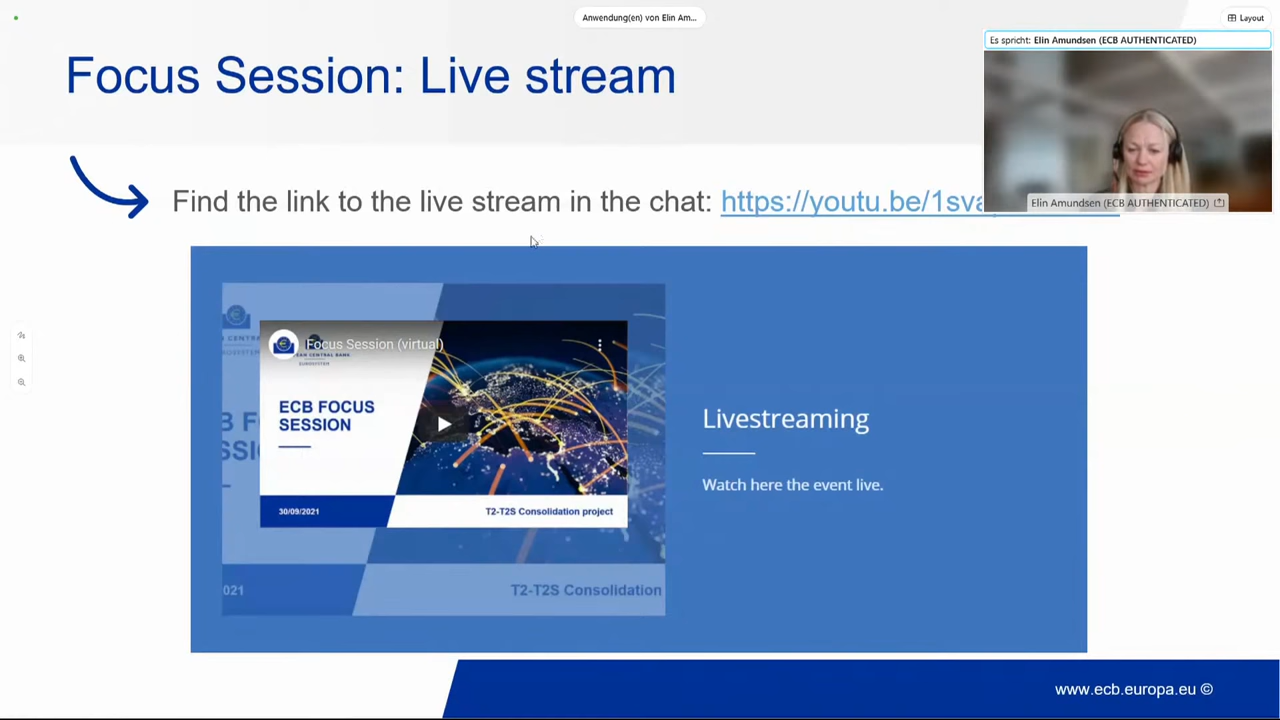 Anwendung(en) von Elin Am...
Layout
Es spricht: Elin Amundsen (ECB AUTHENTICATED)
Focus Session: Live stream
Find the link to the live stream in the chat: https://youtu.be/1sva
Elin Amundsen (ECB AUTHENTICATED)
Focus Session (virtual)
EUROSYSTEM
ECB FOCUS
SESSION
30/09/2021
T2-T2S Consolidation project
021
T2-T2S Consolidation
Livestreaming
Watch here the event live.
www.ecb.europa.eu ©